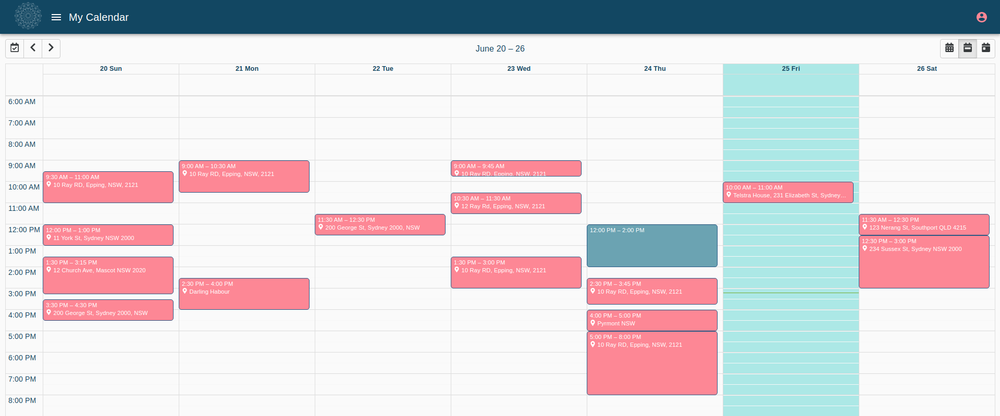 My Calendar
June 20 – 26
20 Sun
21 Mon
22 Tue
23 Wed
24 Thu
25 Fri
26 Sat
6:00 AM
7:00 AM
8:00 AM
9:00 AM
10:00 AM
11:00 AM
12:00 PM
1:00 PM
2:00 PM
3:00 PM
4:00 PM
5:00 PM
6:00 PM
7:00 PM
8:00 PM
9:30 AM – 11:00 AM
10 Ray RD, Epping, NSW, 2121
12:00 PM – 1:00 PM
11 York St, Sydney NSW 2000
1:30 PM – 3:15 PM
12 Church Ave, Mascot NSW 2020
3:30 PM – 4:30 PM
200 George St, Sydney 2000, NSW
9:00 AM – 10:30 AM
10 Ray RD, Epping, NSW, 2121
2:30 PM – 4:00 PM
Darling Habour
11:30 AM – 12:30 PM
200 George St, Sydney 2000, NSW
9:00 AM – 9:45 AM
10 Ray RD, Epping, NSW, 2121
10:30 AM – 11:30 AM
12 Ray Rd, Epping, NSW, 2121
1:30 PM – 3:00 PM
10 Ray RD, Epping, NSW, 2121
12:00 PM – 2:00 PM
2:30 PM – 3:45 PM
10 Ray RD, Epping, NSW, 2121
4:00 PM – 5:00 PM
Pyrmont NSW
5:00 PM – 8:00 PM
10 Ray RD, Epping, NSW, 2121
10:00 AM – 11:00 AM
Telstra House, 231 Elizabeth St, Sydney…
11:30 AM – 12:30 PM
123 Nerang St, Southport QLD 4215
12:30 PM – 3:00 PM
234 Sussex St, Sydney NSW 2000